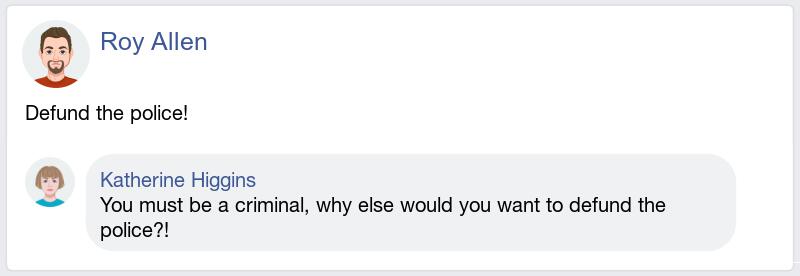 Roy Allen
Defund the police!
Katherine Higgins
You must be a criminal, why else would you want to defund the
police?!